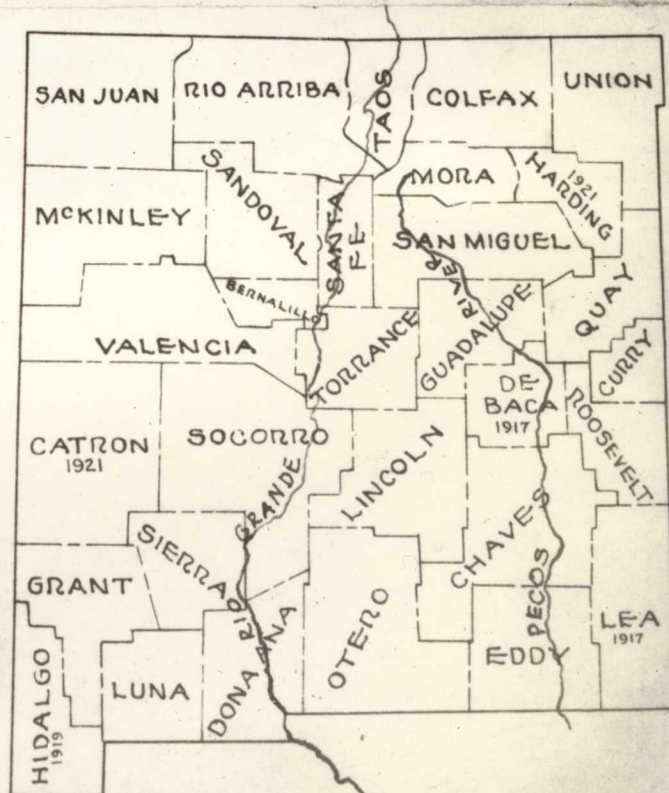 SAN JUAN
RIO ARRIBA
TAOS
COLFAX
UNION
MCKINLEY
SANDOVAL
SANTA
FE
MORA
HARDING
1921
SAN MIGUEL
BERNALILLO
VALENCIA
TORRANCE
GUADALUPE
QUAY
CURRY
DE
BACA
1917
ROOSEVELT
CATRON
1921
SOCORRO
LINCOLN
CHAVES
SIERRA
GRANT
RIO GRANDE
DONA ANA
OTERO
EDDY
PECOS RIVER
LEA
1917
HIDALGO
1919
LUNA